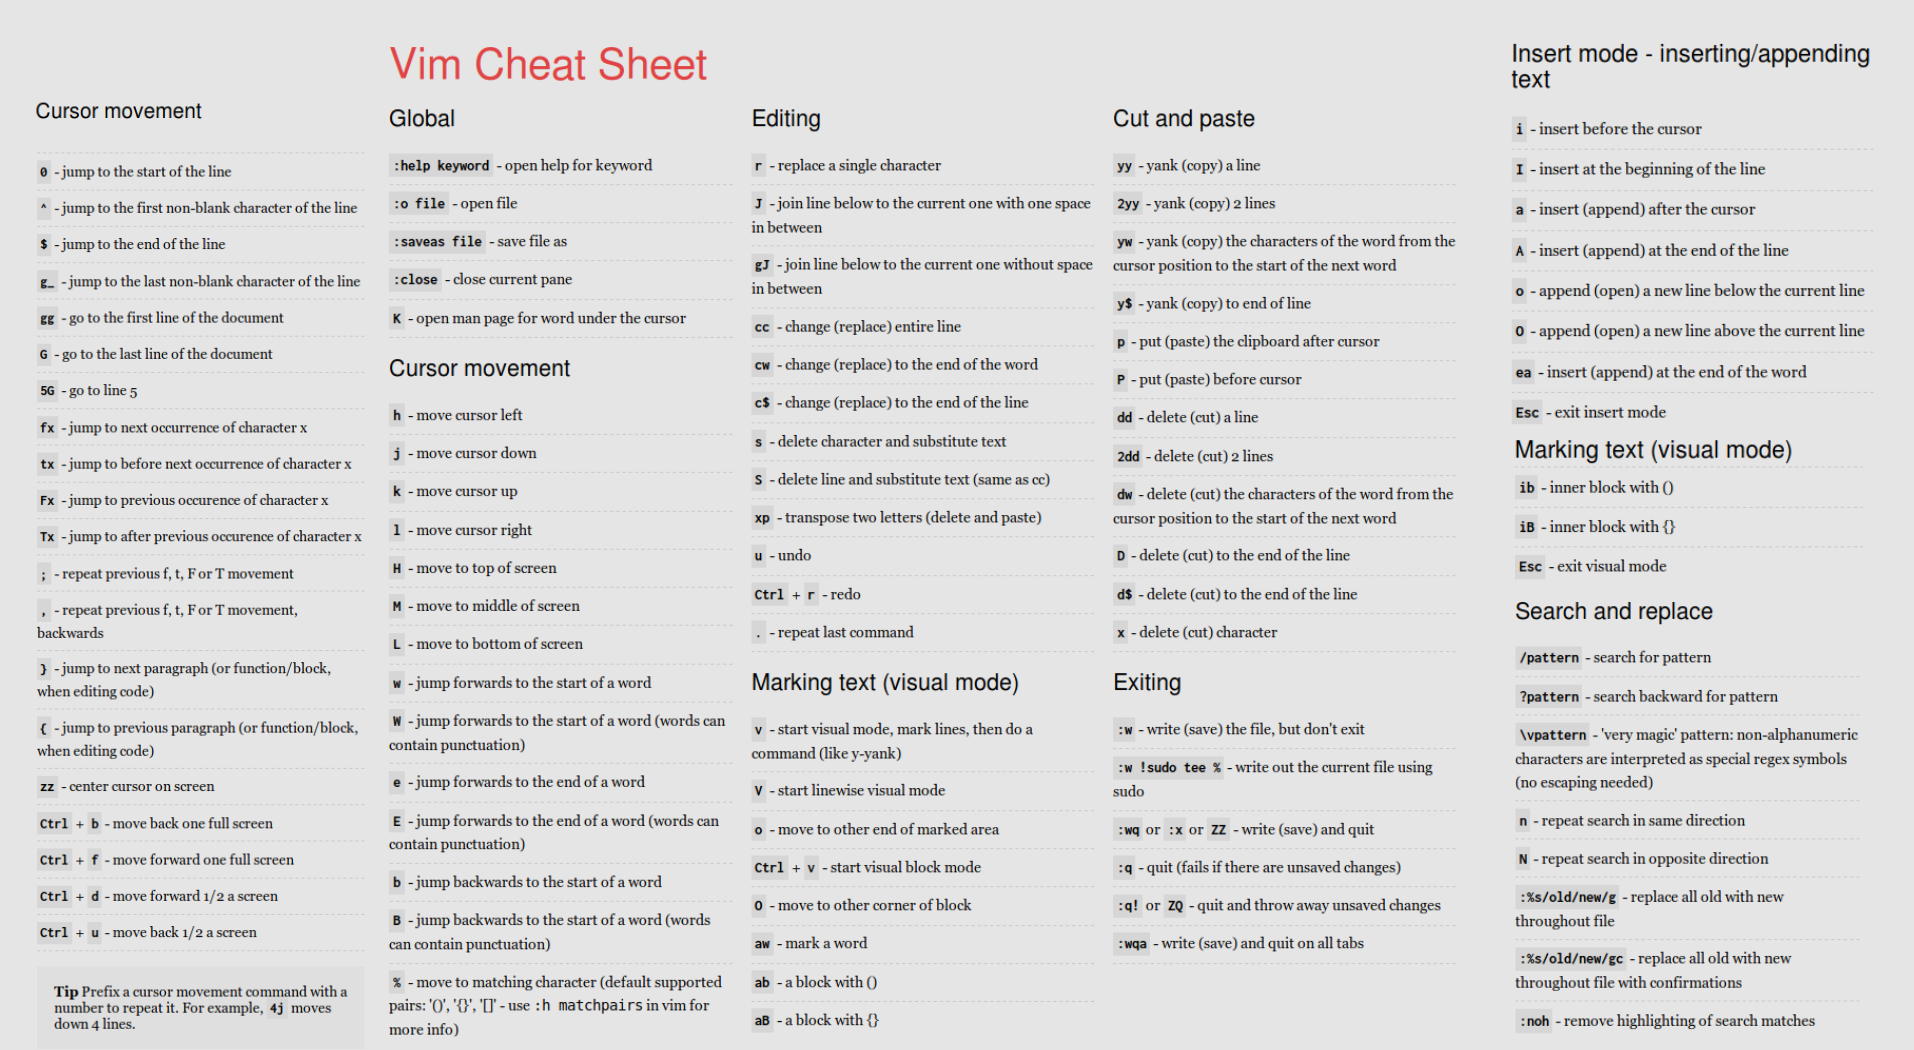 Vim Cheat Sheet
Cursor movement
0 - jump to the start of the line
^ - jump to the first non-blank character of the line
$ - jump to the end of the line
g_ - jump to the last non-blank character of the line
gg - go to the first line of the document
G - go to the last line of the document
5G - go to line 5
fx - jump to next occurrence of character x
tx - jump to before next occurrence of character x
Fx - jump to previous occurence of character x
Tx - jump to after previous occurence of character x
; - repeat previous f, t, F or T movement
, - repeat previous f, t, F or T movement,
backwards
} - jump to next paragraph (or function/block,
when editing code)
{ - jump to previous paragraph (or function/block,
when editing code)
zz - center cursor on screen
Ctrl + b - move back one full screen
Ctrl + f - move forward one full screen
Ctrl + d - move forward 1/2 a screen
Ctrl + u - move back 1/2 a screen
Tip Prefix a cursor movement command with a
number to repeat it. For example, 4j moves
down 4 lines.
Global
:help keyword - open help for keyword
:o file - open file
:saveas file - save file as
:close - close current pane
K - open man page for word under the cursor
Cursor movement
h - move cursor left
j - move cursor down
k - move cursor up
l - move cursor right
H - move to top of screen
M - move to middle of screen
L - move to bottom of screen
w - jump forwards to the start of a word
W - jump forwards to the start of a word (words can
contain punctuation)
e - jump forwards to the end of a word
E - jump forwards to the end of a word (words can
contain punctuation)
b - jump backwards to the start of a word
B - jump backwards to the start of a word (words
can contain punctuation)
% - move to matching character (default supported
pairs: '()', '{}', '[]' - use :h matchpairs in vim for
more info)
Editing
r - replace a single character
J - join line below to the current one with one space
in between
gJ - join line below to the current one without space
in between
cc - change (replace) entire line
cw - change (replace) to the end of the word
c$ - change (replace) to the end of the line
s - delete character and substitute text
S - delete line and substitute text (same as cc)
xp - transpose two letters (delete and paste)
u - undo
Ctrl + r - redo
. - repeat last command
Marking text (visual mode)
v - start visual mode, mark lines, then do a
command (like y-yank)
V - start linewise visual mode
o - move to other end of marked area
Ctrl + v - start visual block mode
O - move to other corner of block
aw - mark a word
ab - a block with ()
aB - a block with {}
Cut and paste
yy - yank (copy) a line
2yy - yank (copy) 2 lines
yw - yank (copy) the characters of the word from the
cursor position to the start of the next word
y$ - yank (copy) to end of line
p - put (paste) the clipboard after cursor
P - put (paste) before cursor
dd - delete (cut) a line
2dd - delete (cut) 2 lines
dw - delete (cut) the characters of the word from the
cursor position to the start of the next word
D - delete (cut) to the end of the line
d$ - delete (cut) to the end of the line
x - delete (cut) character
Exiting
:w - write (save) the file, but don't exit
:w !sudo tee % - write out the current file using
sudo
:wq or :x or ZZ - write (save) and quit
:q - quit (fails if there are unsaved changes)
:q! or ZQ - quit and throw away unsaved changes
:wqa - write (save) and quit on all tabs
Insert mode - inserting/appending
text
i - insert before the cursor
I - insert at the beginning of the line
a - insert (append) after the cursor
A - insert (append) at the end of the line
o - append (open) a new line below the current line
O - append (open) a new line above the current line
ea - insert (append) at the end of the word
Esc - exit insert mode
Marking text (visual mode)
ib - inner block with ()
iB - inner block with {}
Esc - exit visual mode
Search and replace
/pattern - search for pattern
?pattern - search backward for pattern
\vpattern - 'very magic' pattern: non-alphanumeric
characters are interpreted as special regex symbols
(no escaping needed)
n - repeat search in same direction
N - repeat search in opposite direction
:%s/old/new/g - replace all old with new
throughout file
:%s/old/new/gc - replace all old with new
throughout file with confirmations
:noh - remove highlighting of search matches